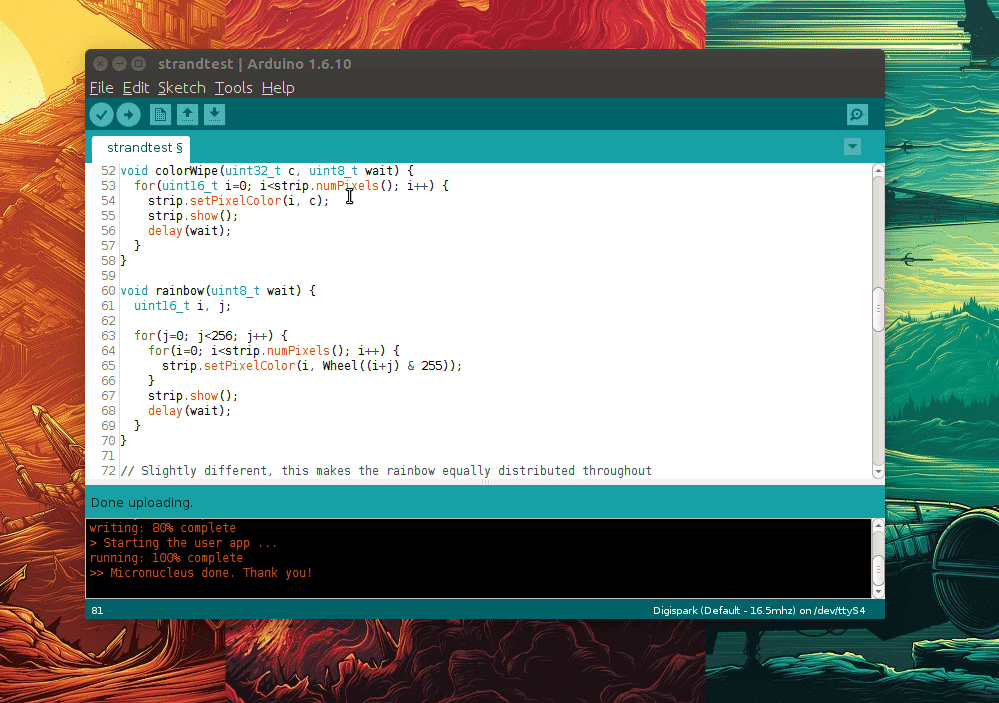 strandtest | Arduino 1.6.10
File Edit Sketch Tools Help
strandtest §
52 void colorWipe(uint32_t c, uint8_t wait) {
53   for(uint16_t i=0; i<strip.numPixels(); i++) {
54     strip.setPixelColor(i, c);
55     strip.show();
56     delay(wait);
57   }
58 }
59
60 void rainbow(uint8_t wait) {
61   uint16_t i, j;
62
63   for(j=0; j<256; j++) {
64     for(i=0; i<strip.numPixels(); i++) {
65       strip.setPixelColor(i, Wheel((i+j) & 255));
66     }
67     strip.show();
68     delay(wait);
69   }
70 }
71
72 // Slightly different, this makes the rainbow equally distributed throughout
Done uploading.
writing: 80% complete
> Starting the user app ...
running: 100% complete
>> Micronucleus done. Thank you!
81 Digispark (Default - 16.5mhz) on /dev/ttyS4